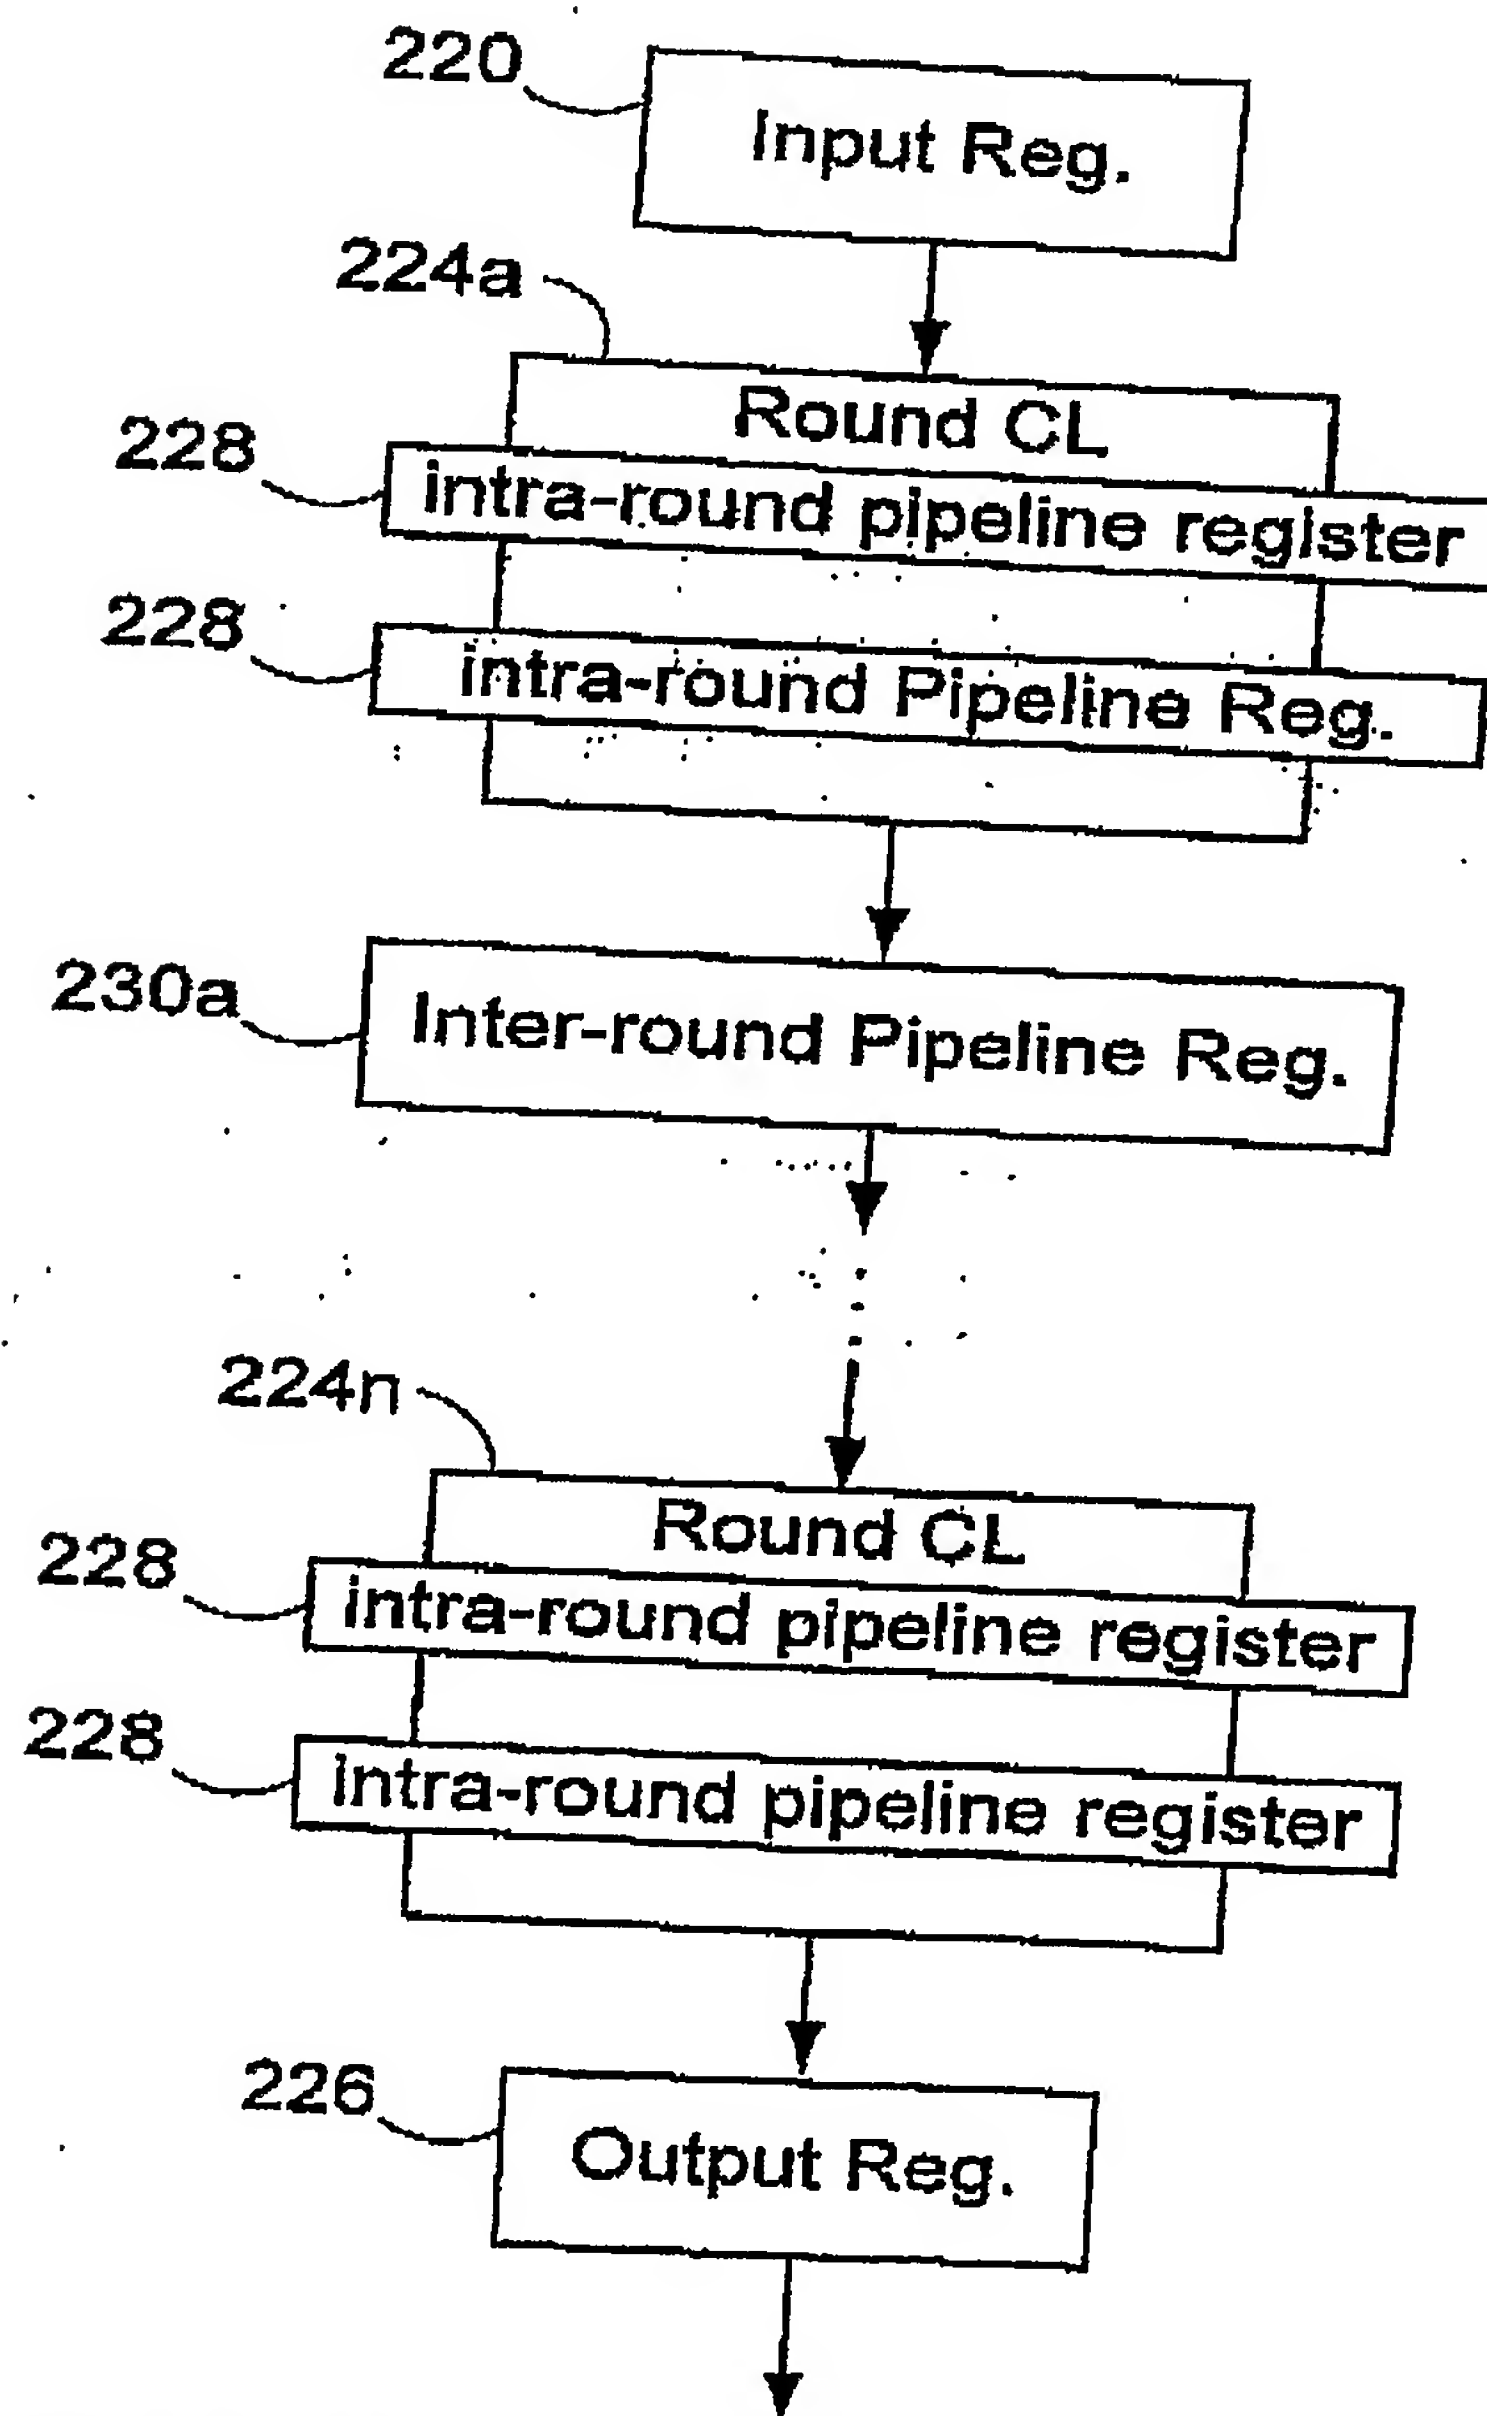 220
Input Reg.
224a
Round CL
228
intra-round pipeline register
228
intra-round Pipeline Reg.
230a
Inter-round Pipeline Reg.
224n
Round CL
228
intra-round pipeline register
228
intra-round pipeline register
226
Output Reg.